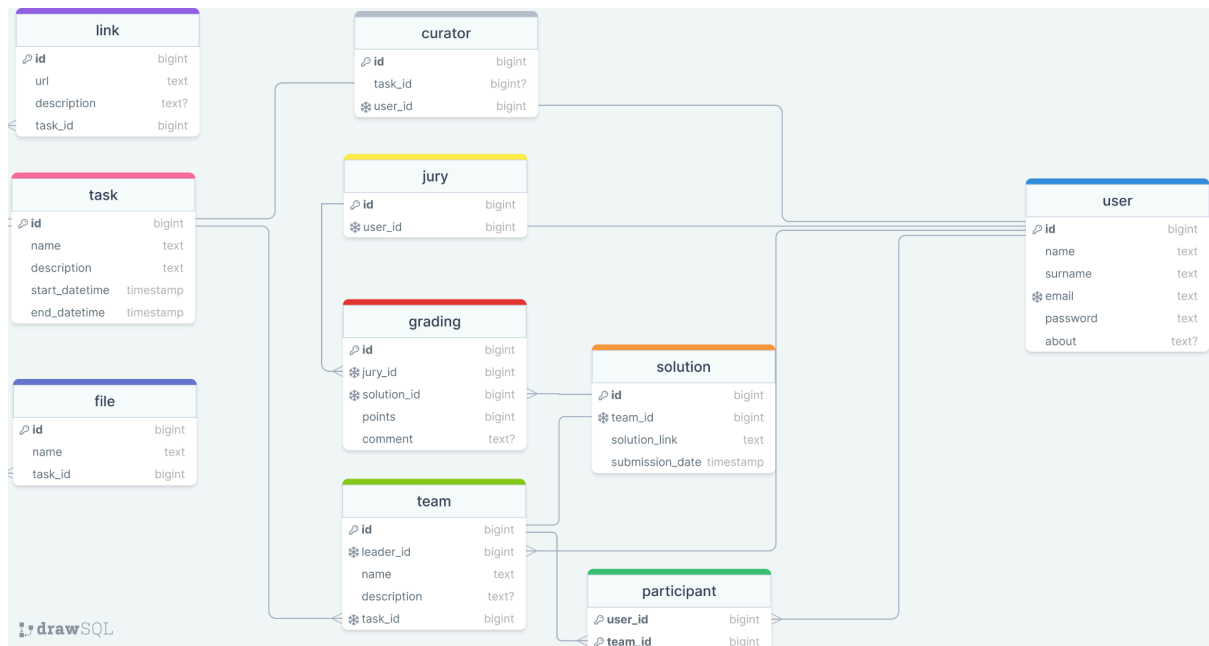 link
id bigint
url text
description text?
task_id bigint
curator
id bigint
task_id bigint?
user_id bigint
task
id bigint
name text
description text
start_datetime timestamp
end_datetime timestamp
jury
id bigint
user_id bigint
user
id bigint
name text
surname text
email text
password text
about text?
grading
id bigint
jury_id bigint
solution_id bigint
points bigint
comment text?
solution
id bigint
team_id bigint
solution_link text
submission_date timestamp
file
id bigint
name text
task_id bigint
team
id bigint
leader_id bigint
name text
description text?
task_id bigint
participant
user_id bigint
team_id bigint
drawSQL